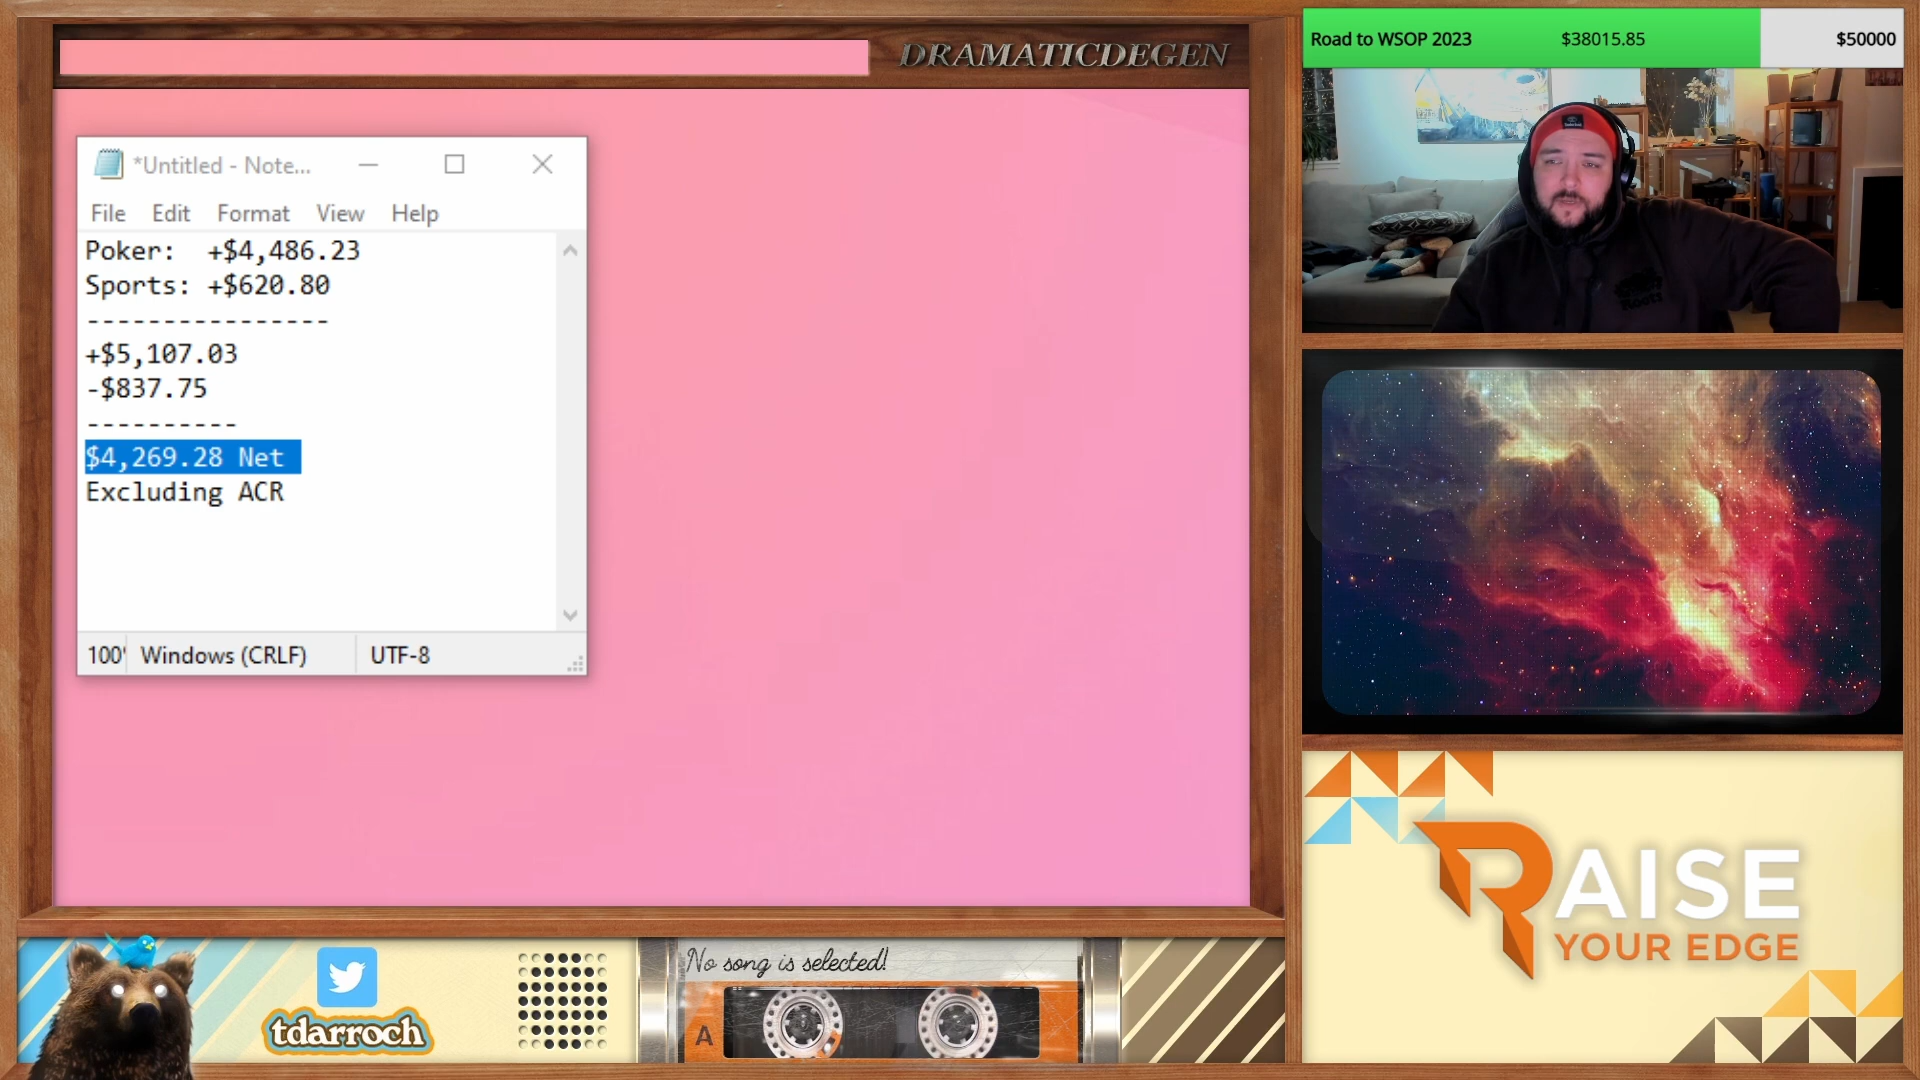 DRAMATICDEGEN
Road to WSOP 2023 $38015.85 $50000
*Untitled - Note...
File Edit Format View Help
Poker: +$4,486.23
Sports: +$620.80
----------------
+$5,107.03
-$837.75
----------
$4,269.28 Net
Excluding ACR
100% Windows (CRLF) UTF-8
Roots
RAISE
YOUR EDGE
tdarroch
No song is selected!
A